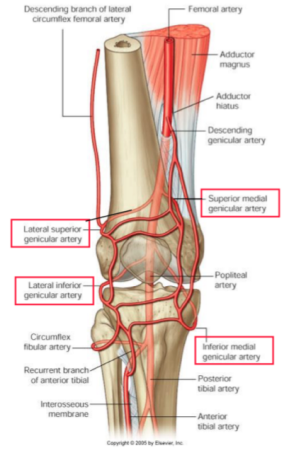 Descending branch of lateral
circumflex femoral artery
Femoral artery
Adductor
magnus
Adductor
hiatus
Descending
genicular artery
Superior medial
genicular artery
Lateral superior
genicular artery
Lateral inferior
genicular artery
Popliteal
artery
Circumflex
fibular artery
Inferior medial
genicular artery
Recurrent branch
of anterior tibial
Posterior
tibial artery
Interosseous
membrane
Anterior
tibial artery
Copyright © 2005 by Elsevier, Inc.